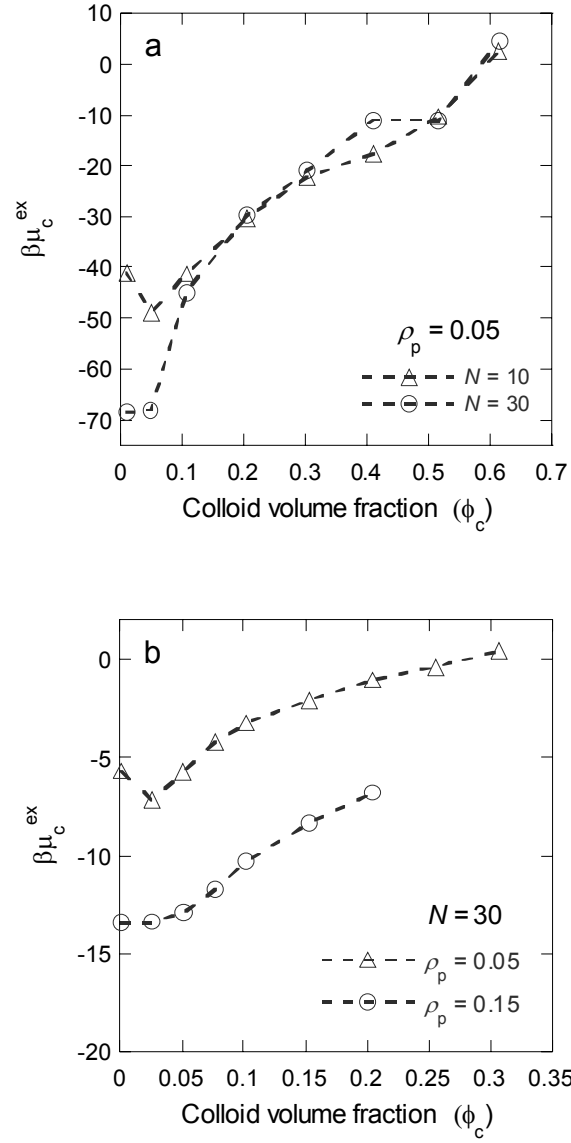 a
βμ_c^ex
10
0
-10
-20
-30
-40
-50
-60
-70
ρ_p = 0.05
N = 10
N = 30
0 0.1 0.2 0.3 0.4 0.5 0.6 0.7
Colloid volume fraction (ϕ_c)
b
βμ_c^ex
0
-5
-10
-15
-20
N = 30
ρ_p = 0.05
ρ_p = 0.15
0 0.05 0.1 0.15 0.2 0.25 0.3 0.35
Colloid volume fraction (ϕ_c)